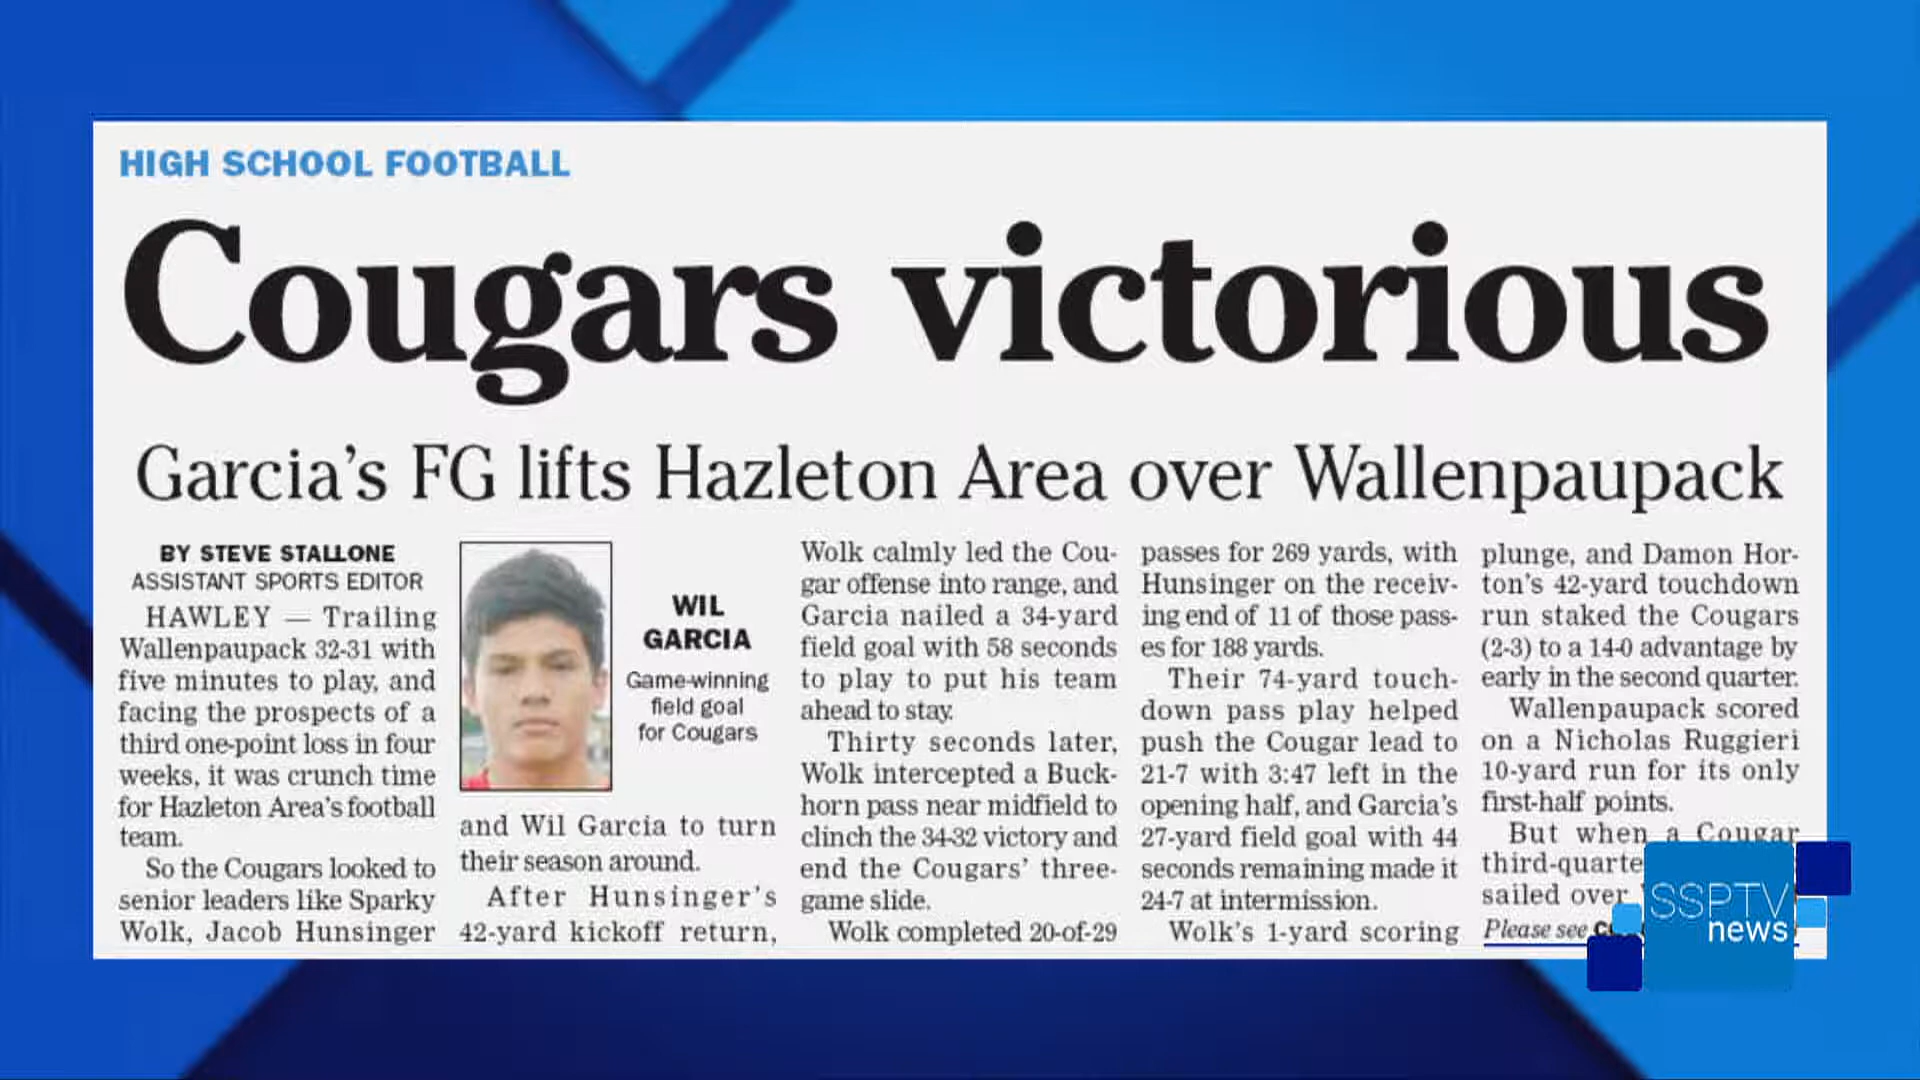 HIGH SCHOOL FOOTBALL
Cougars victorious
Garcia's FG lifts Hazleton Area over Wallenpaupack
BY STEVE STALLONE
ASSISTANT SPORTS EDITOR
HAWLEY — Trailing
Wallenpaupack 32-31 with
five minutes to play, and
facing the prospects of a
third one-point loss in four
weeks, it was crunch time
for Hazleton Area's football
team.
So the Cougars looked to
senior leaders like Sparky
Wolk, Jacob Hunsinger
WIL
GARCIA
Game-winning
field goal
for Cougars
and Wil Garcia to turn
their season around.
After Hunsinger's
42-yard kickoff return,
Wolk calmly led the Cou-
gar offense into range, and
Garcia nailed a 34-yard
field goal with 58 seconds
to play to put his team
ahead to stay.
Thirty seconds later,
Wolk intercepted a Buck-
horn pass near midfield to
clinch the 34-32 victory and
end the Cougars' three-
game slide.
Wolk completed 20-of-29
passes for 269 yards, with
Hunsinger on the receiv-
ing end of 11 of those pass-
es for 188 yards.
Their 74-yard touch-
down pass play helped
push the Cougar lead to
21-7 with 3:47 left in the
opening half, and Garcia's
27-yard field goal with 44
seconds remaining made it
24-7 at intermission.
Wolk's 1-yard scoring
plunge, and Damon Hor-
ton's 42-yard touchdown
run staked the Cougars
(2-3) to a 14-0 advantage by
early in the second quarter.
Wallenpaupack scored
on a Nicholas Ruggieri
10-yard run for its only
first-half points.
But when a Cougar
third-quarte
sailed over
Please see
SSPTV
news